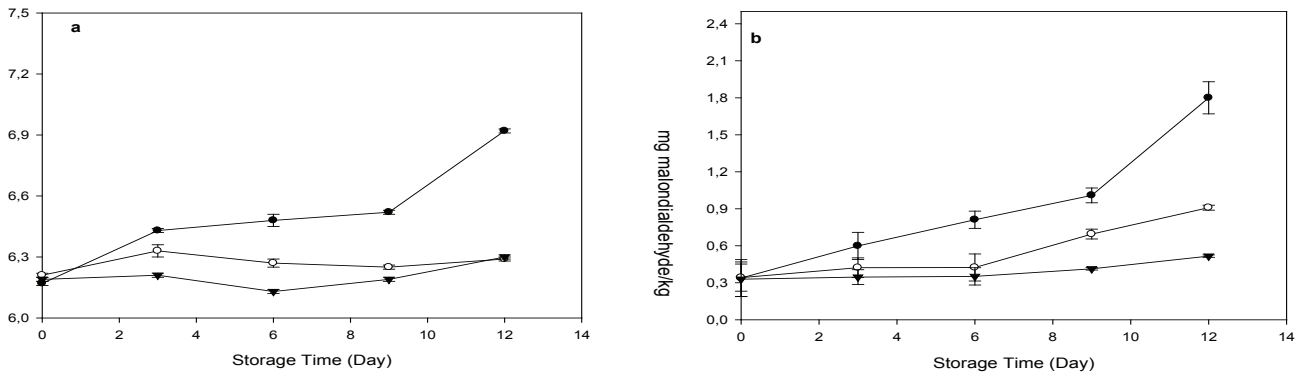 a
7,5
7,2
6,9
6,6
6,3
6,0
0 2 4 6 8 10 12 14
Storage Time (Day)
b
mg malondialdehyde/kg
2,4
2,1
1,8
1,5
1,2
0,9
0,6
0,3
0,0
0 2 4 6 8 10 12 14
Storage Time (Day)